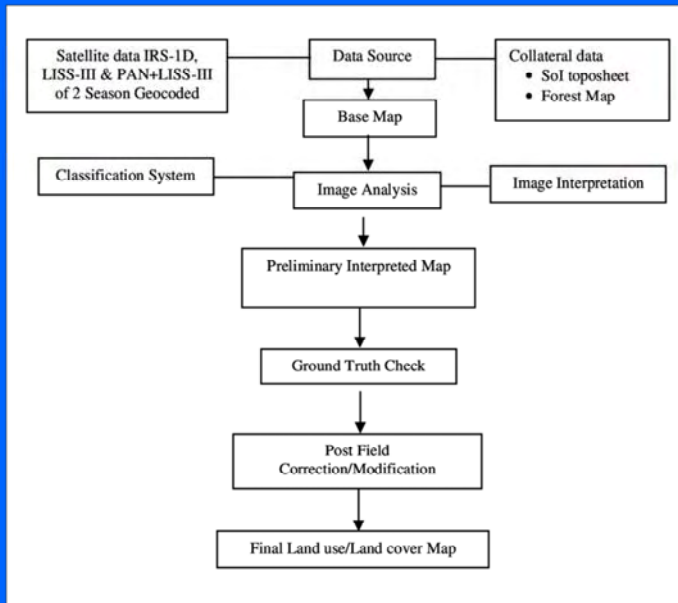 Satellite data IRS-1D,
LISS-III & PAN+LISS-III
of 2 Season Geocoded
Data Source
Collateral data
• SoI toposheet
• Forest Map
Base Map
Classification System
Image Analysis
Image Interpretation
Preliminary Interpreted Map
Ground Truth Check
Post Field
Correction/Modification
Final Land use/Land cover Map